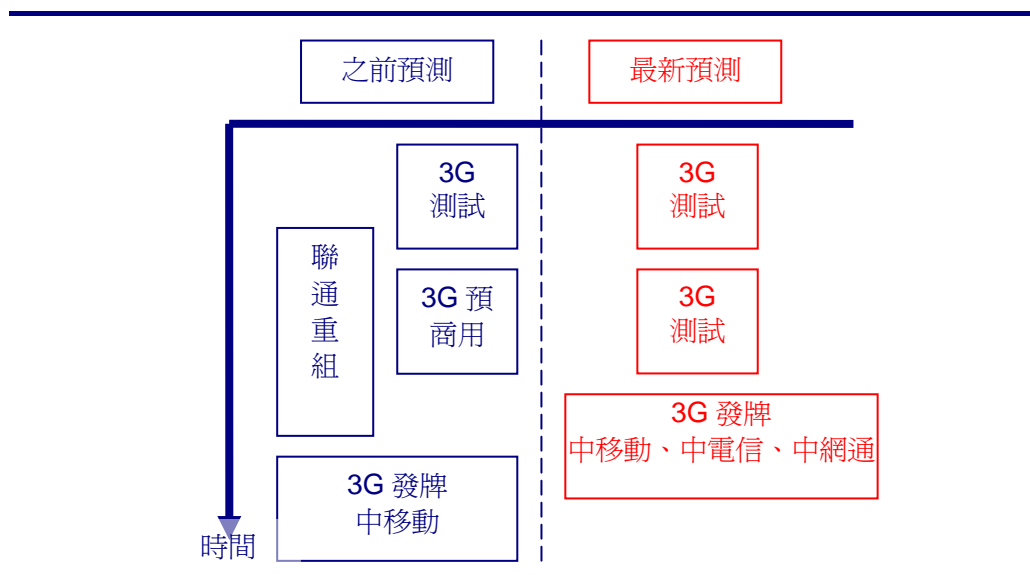 之前預測
最新預測
3G
測試
3G
測試
聯
通
重
組
3G 預
商用
3G
測試
3G 發牌
中移動、中電信、中網通
3G 發牌
中移動
時間